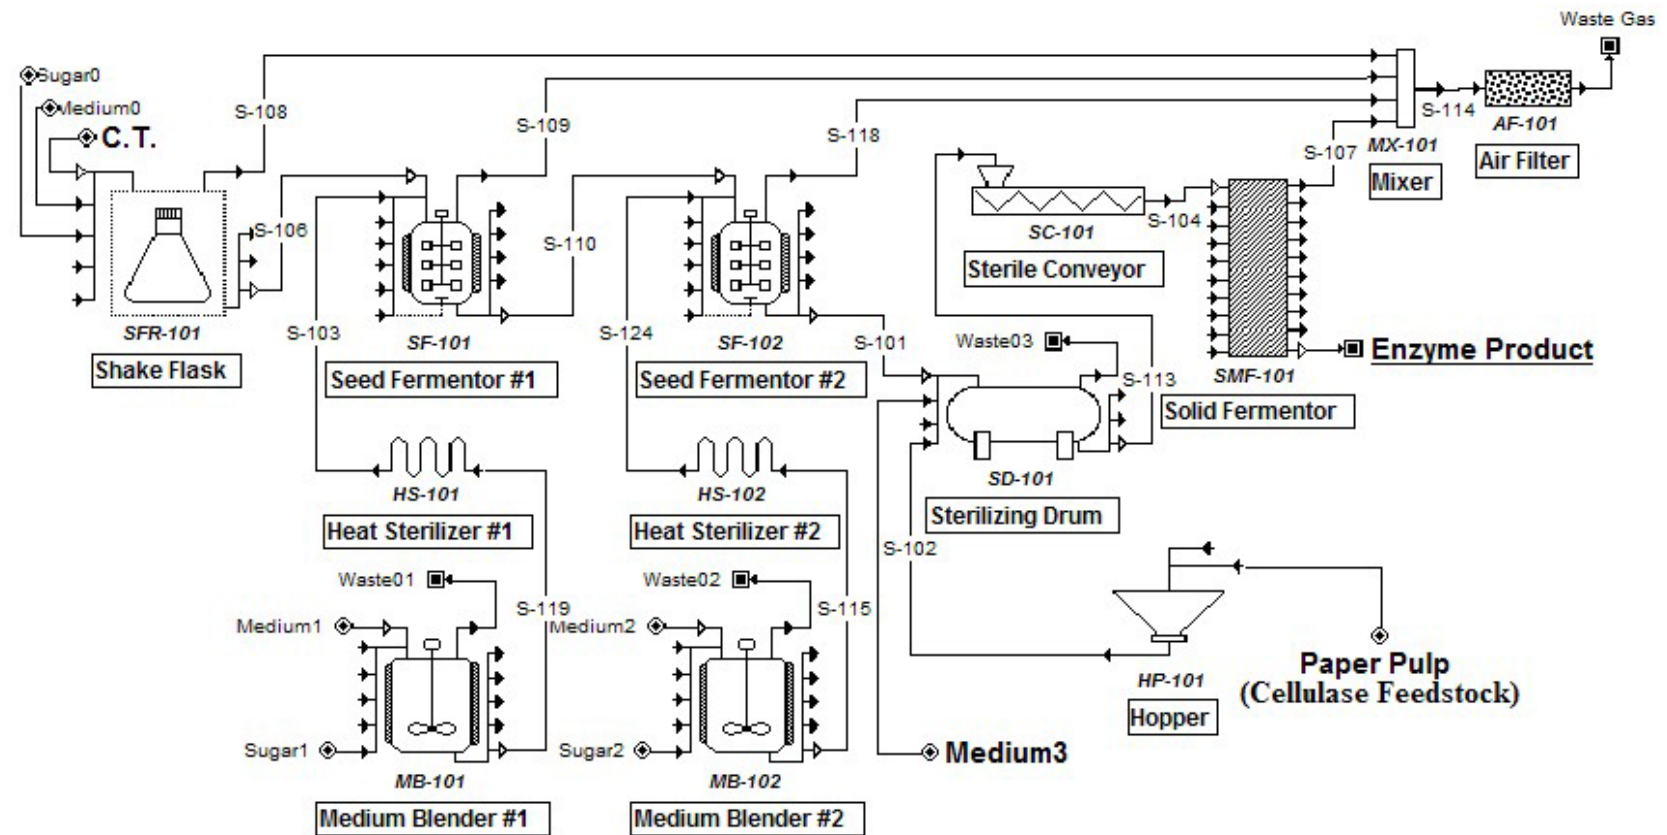 Waste Gas
Sugar0
Medium0
C.T.
S-108
S-109
S-118
S-114
AF-101
Air Filter
S-107
MX-101
Mixer
S-106
S-110
S-104
SC-101
Sterile Conveyor
SFR-101
Shake Flask
S-103
SF-101
Seed Fermentor #1
S-124
SF-102
Seed Fermentor #2
S-101
Waste03
S-113
SMF-101
Solid Fermentor
Enzyme Product
HS-101
Heat Sterilizer #1
HS-102
Heat Sterilizer #2
SD-101
Sterilizing Drum
S-102
Waste01
S-119
Waste02
S-115
Medium1
Medium2
Sugar1
Sugar2
MB-101
Medium Blender #1
MB-102
Medium Blender #2
Medium3
HP-101
Hopper
Paper Pulp
(Cellulase Feedstock)